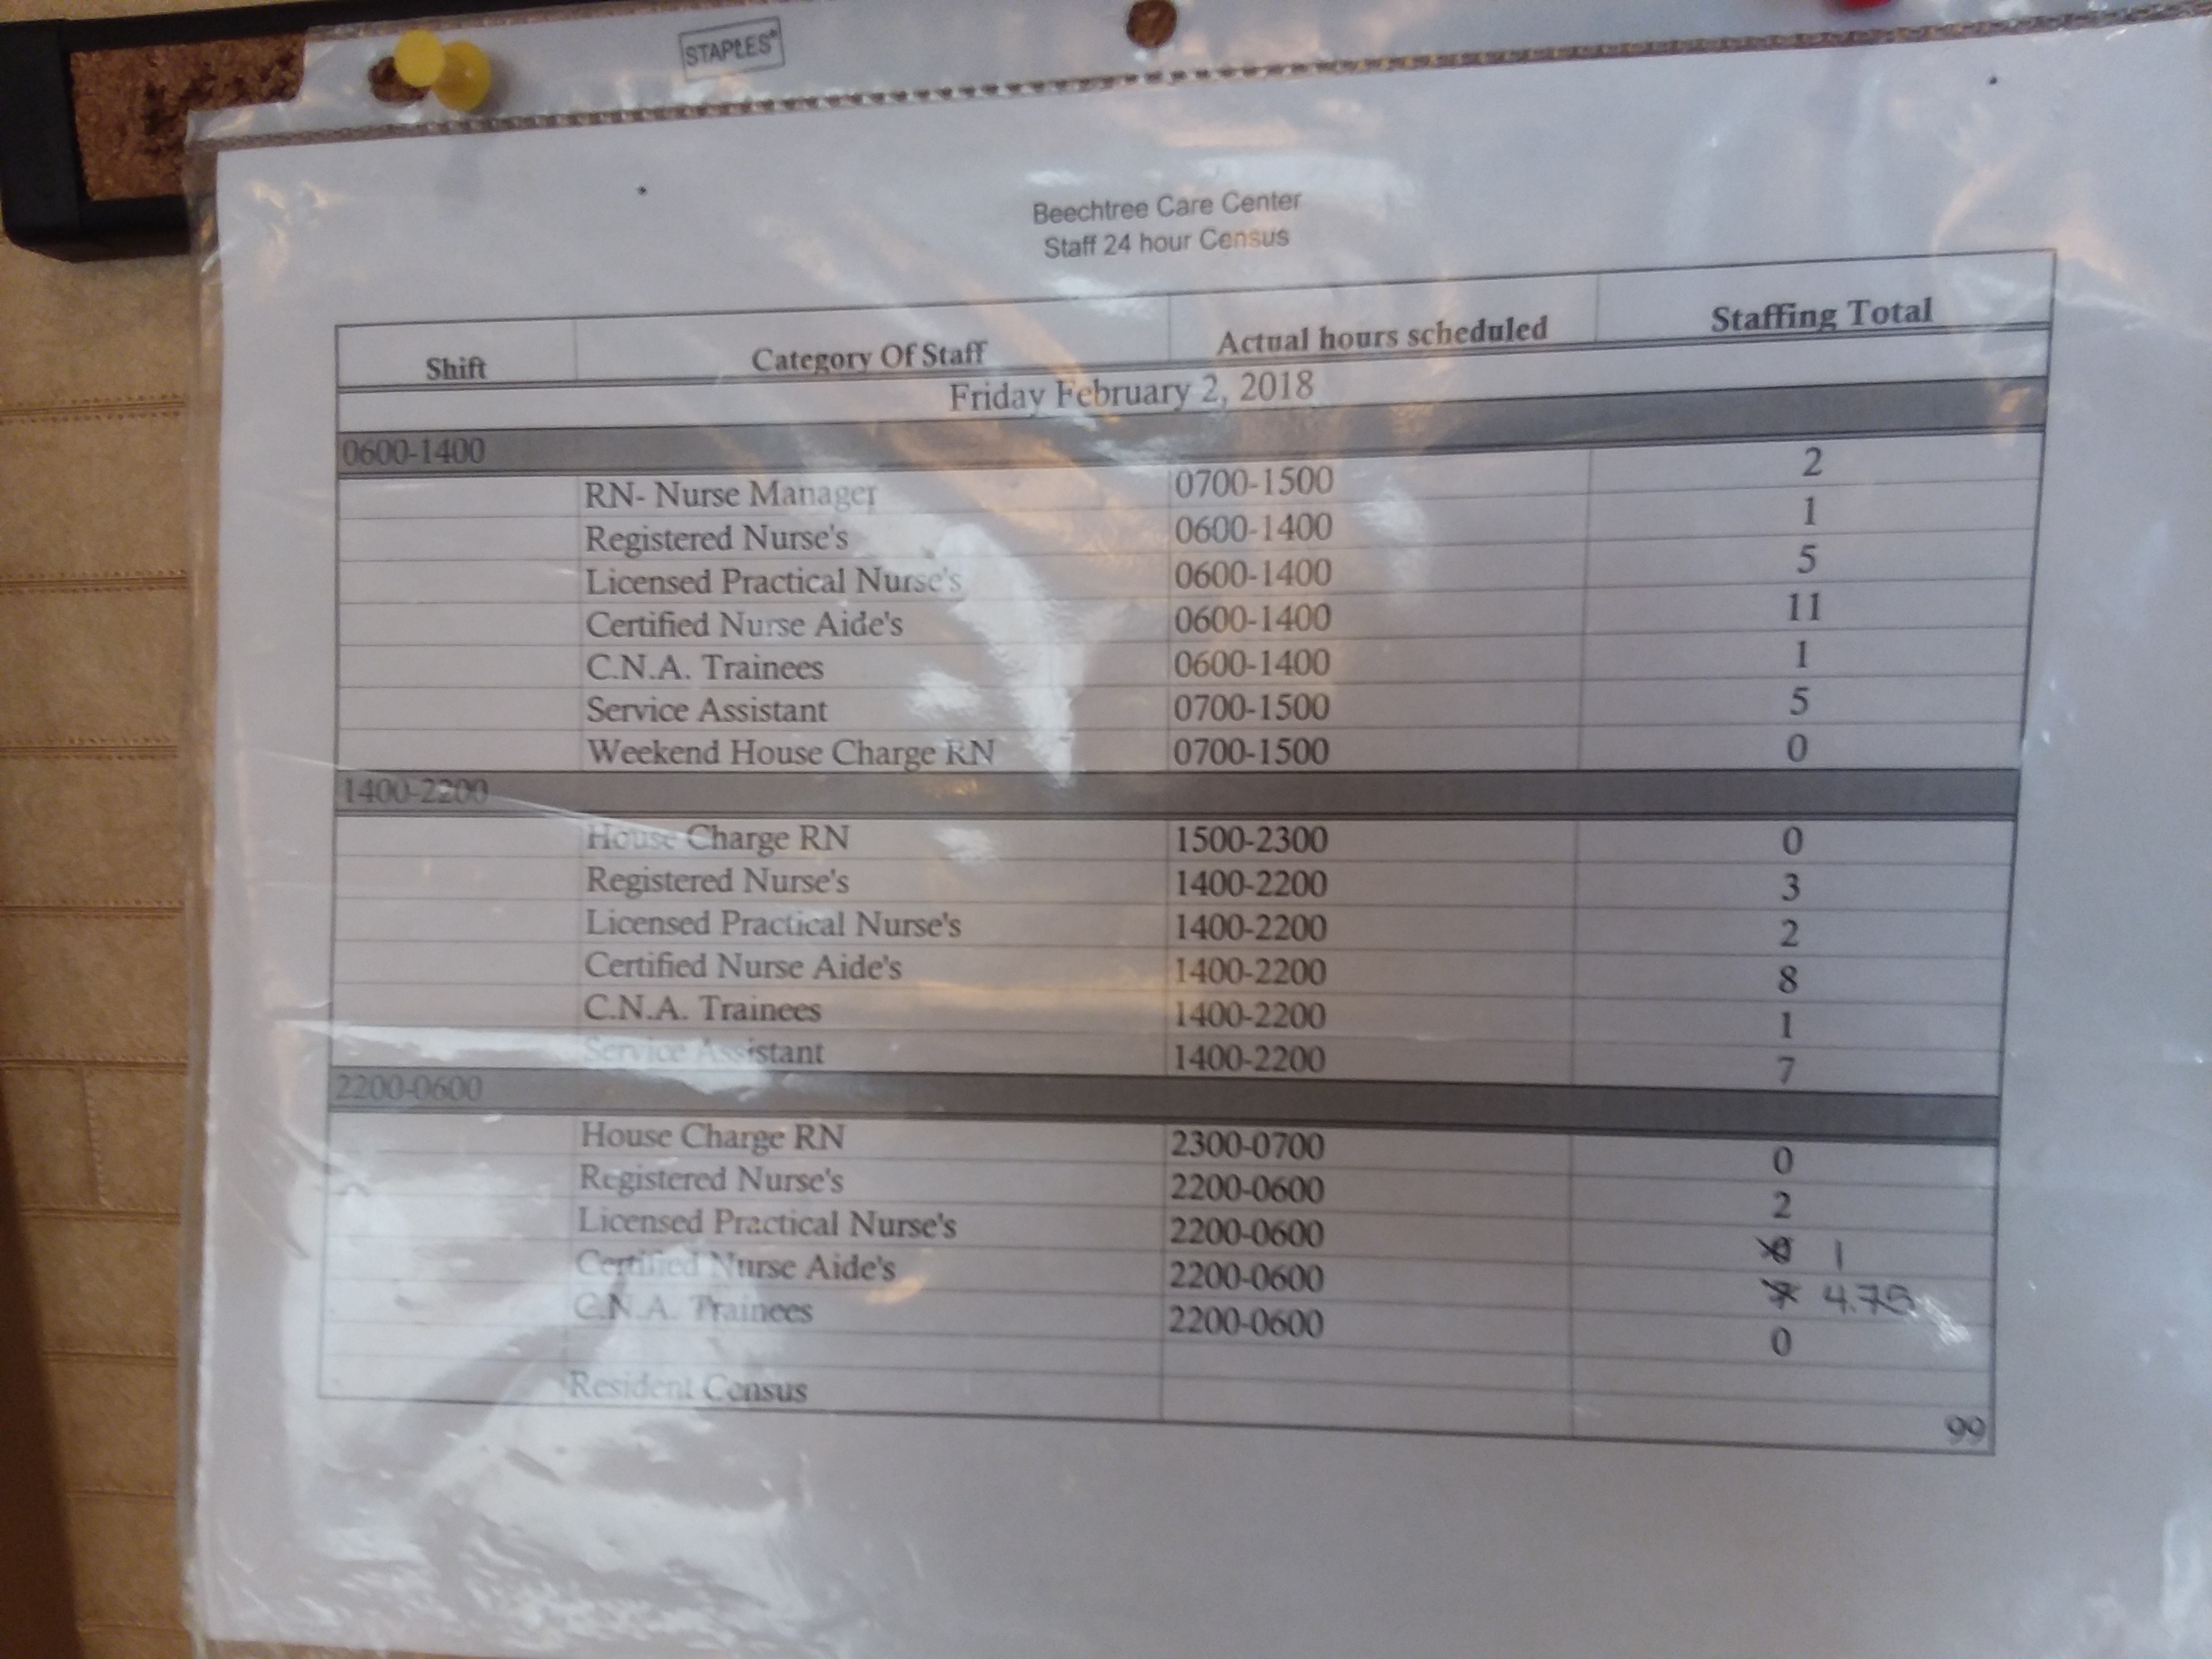 STAPLES®
Beechtree Care Center
Staff 24 hour Census
Shift Category Of Staff Actual hours scheduled Staffing Total
Friday February 2, 2018
0600-1400
RN- Nurse Manager 0700-1500 2
Registered Nurse's 0600-1400 1
Licensed Practical Nurse's 0600-1400 5
Certified Nurse Aide's 0600-1400 11
C.N.A. Trainees 0600-1400 1
Service Assistant 0700-1500 5
Weekend House Charge RN 0700-1500 0
1400-2200
House Charge RN 1500-2300 0
Registered Nurse's 1400-2200 3
Licensed Practical Nurse's 1400-2200 2
Certified Nurse Aide's 1400-2200 8
C.N.A. Trainees 1400-2200 1
Service Assistant 1400-2200 7
2200-0600
House Charge RN 2300-0700 0
Registered Nurse's 2200-0600 2
Licensed Practical Nurse's 2200-0600 1
Certified Nurse Aide's 2200-0600 4.75
C.N.A. Trainees 2200-0600 0
Resident Census 99